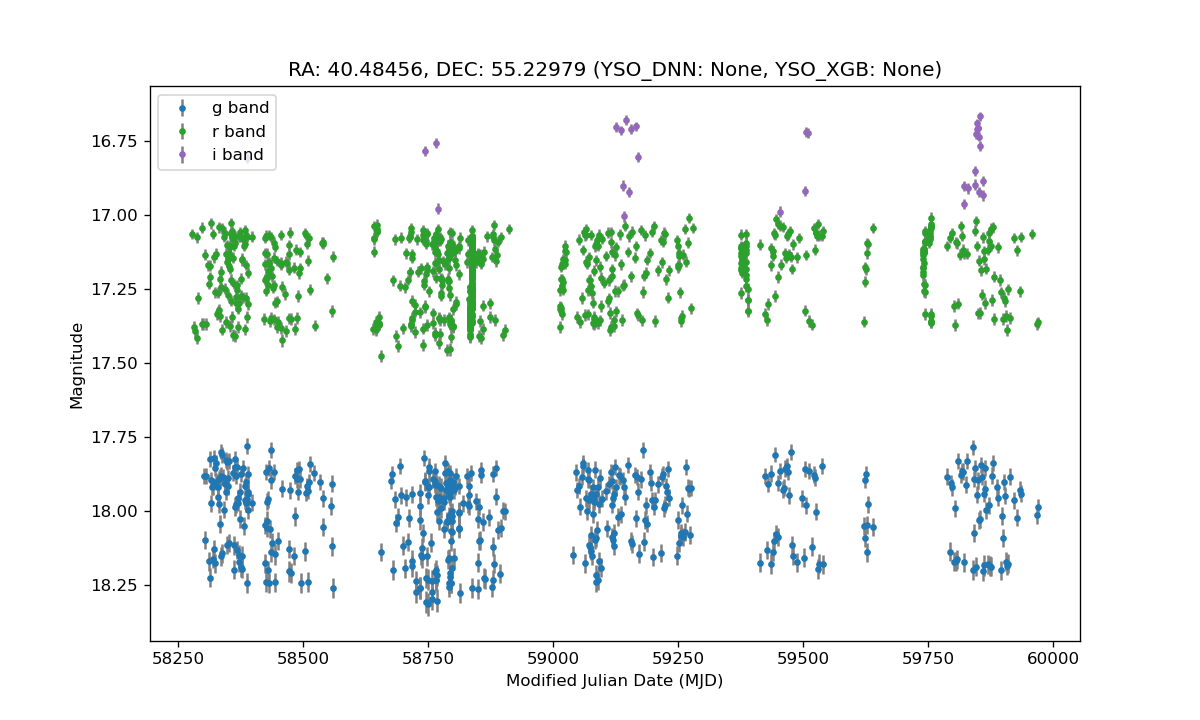 RA: 40.48456, DEC: 55.22979 (YSO_DNN: None, YSO_XGB: None)
g band
r band
i band
16.75
17.00
17.25
17.50
17.75
18.00
18.25
Magnitude
58250 58500 58750 59000 59250 59500 59750 60000
Modified Julian Date (MJD)